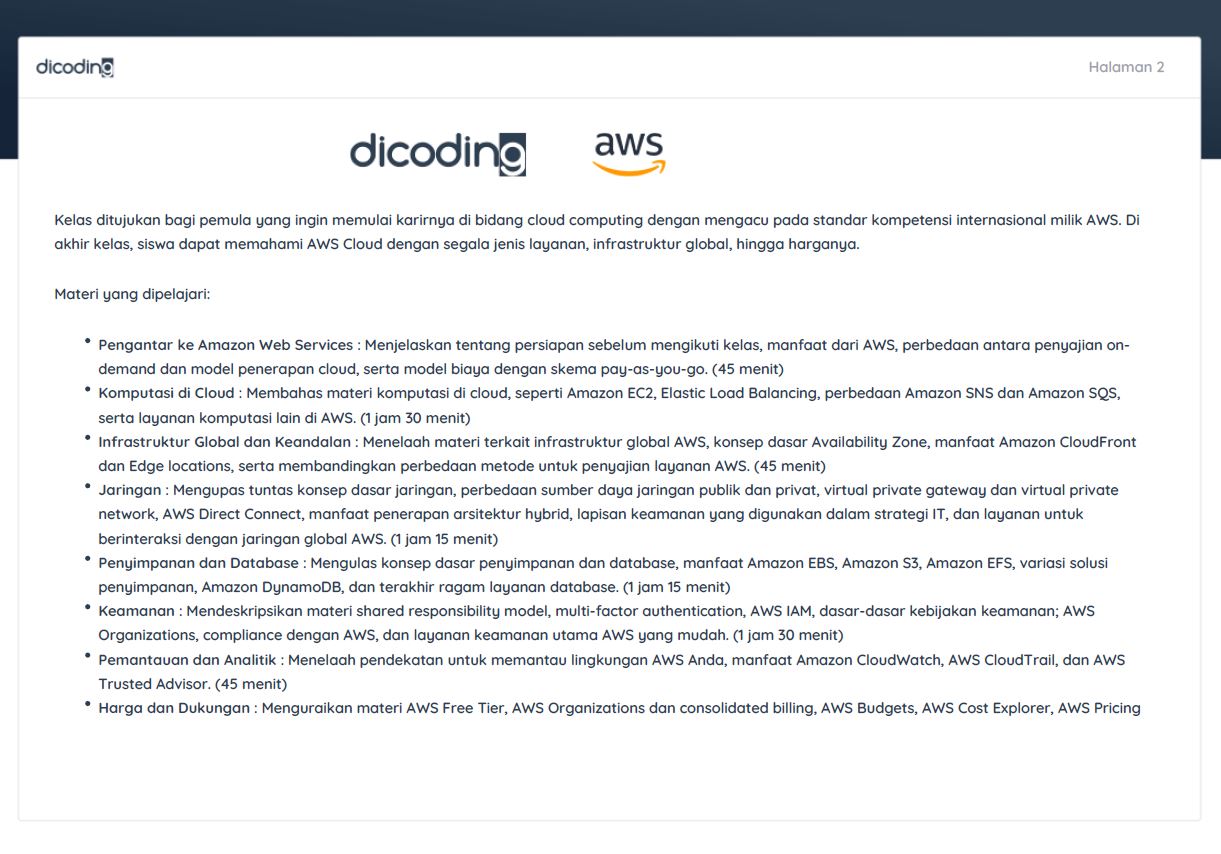 dicoding
Halaman 2
dicoding aws
Kelas ditujukan bagi pemula yang ingin memulai karirnya di bidang cloud computing dengan mengacu pada standar kompetensi internasional milik AWS. Di
akhir kelas, siswa dapat memahami AWS Cloud dengan segala jenis layanan, infrastruktur global, hingga harganya.
Materi yang dipelajari:
• Pengantar ke Amazon Web Services : Menjelaskan tentang persiapan sebelum mengikuti kelas, manfaat dari AWS, perbedaan antara penyajian on-
demand dan model penerapan cloud, serta model biaya dengan skema pay-as-you-go. (45 menit)
• Komputasi di Cloud : Membahas materi komputasi di cloud, seperti Amazon EC2, Elastic Load Balancing, perbedaan Amazon SNS dan Amazon SQS,
serta layanan komputasi lain di AWS. (1 jam 30 menit)
• Infrastruktur Global dan Keandalan : Menelaah materi terkait infrastruktur global AWS, konsep dasar Availability Zone, manfaat Amazon CloudFront
dan Edge locations, serta membandingkan perbedaan metode untuk penyajian layanan AWS. (45 menit)
• Jaringan : Mengupas tuntas konsep dasar jaringan, perbedaan sumber daya jaringan publik dan privat, virtual private gateway dan virtual private
network, AWS Direct Connect, manfaat penerapan arsitektur hybrid, lapisan keamanan yang digunakan dalam strategi IT, dan layanan untuk
berinteraksi dengan jaringan global AWS. (1 jam 15 menit)
• Penyimpanan dan Database : Mengulas konsep dasar penyimpanan dan database, manfaat Amazon EBS, Amazon S3, Amazon EFS, variasi solusi
penyimpanan, Amazon DynamoDB, dan terakhir ragam layanan database. (1 jam 15 menit)
• Keamanan : Mendeskripsikan materi shared responsibility model, multi-factor authentication, AWS IAM, dasar-dasar kebijakan keamanan; AWS
Organizations, compliance dengan AWS, dan layanan keamanan utama AWS yang mudah. (1 jam 30 menit)
• Pemantauan dan Analitik : Menelaah pendekatan untuk memantau lingkungan AWS Anda, manfaat Amazon CloudWatch, AWS CloudTrail, dan AWS
Trusted Advisor. (45 menit)
• Harga dan Dukungan : Menguraikan materi AWS Free Tier, AWS Organizations dan consolidated billing, AWS Budgets, AWS Cost Explorer, AWS Pricing